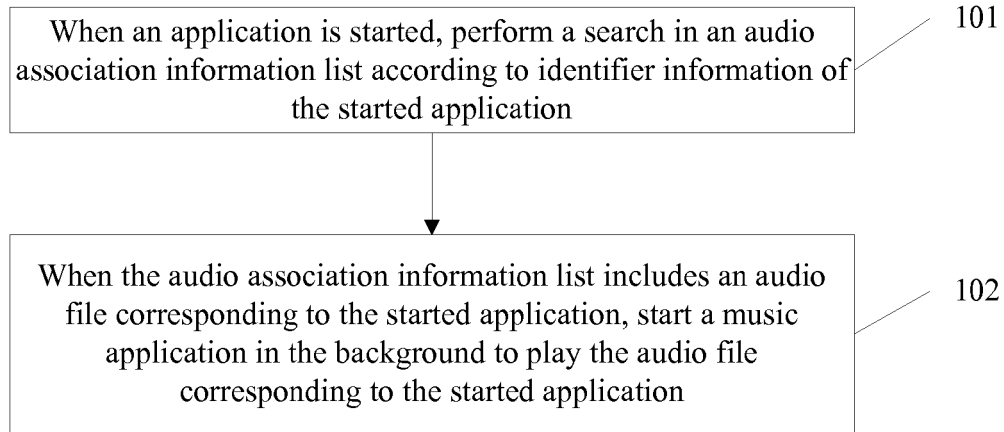 When an application is started, perform a search in an audio
association information list according to identifier information of
the started application
101
When the audio association information list includes an audio
file corresponding to the started application, start a music
application in the background to play the audio file
corresponding to the started application
102